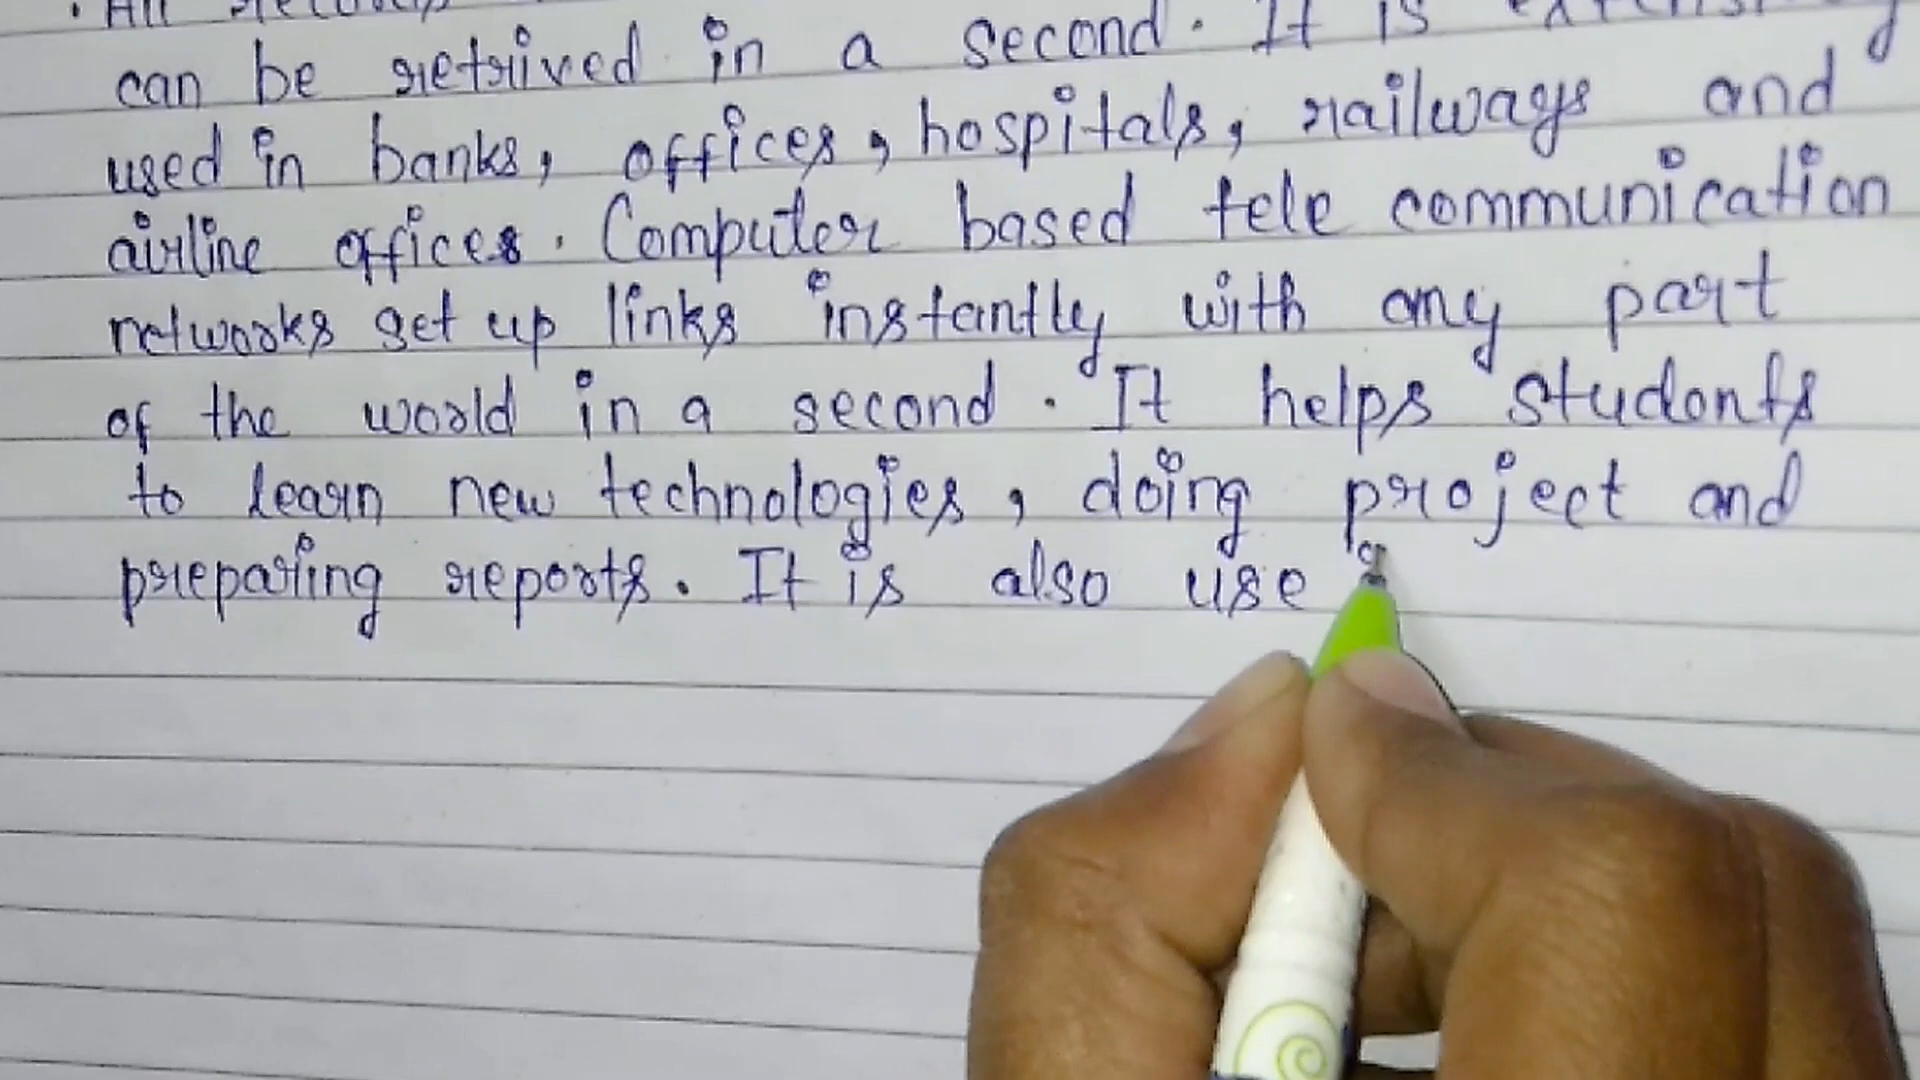 can be retrived in a second. It is
used in banks, offices, hospitals, railways and
airline offices. Computer based tele communication
networks set up links instantly with any part
of the world in a second. It helps students
to learn new technologies, doing project and
preparing reports. It is also use